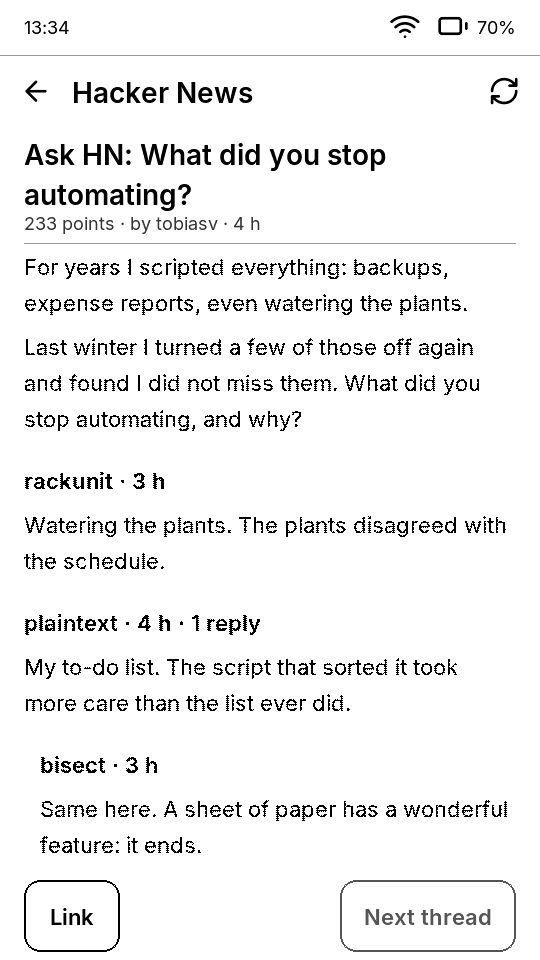 13:34
70%
Hacker News
Ask HN: What did you stop
automating?
233 points · by tobiasv · 4 h
For years I scripted everything: backups,
expense reports, even watering the plants.
Last winter I turned a few of those off again
and found I did not miss them. What did you
stop automating, and why?
rackunit · 3 h
Watering the plants. The plants disagreed with
the schedule.
plaintext · 4 h · 1 reply
My to-do list. The script that sorted it took
more care than the list ever did.
bisect · 3 h
Same here. A sheet of paper has a wonderful
feature: it ends.
Link
Next thread